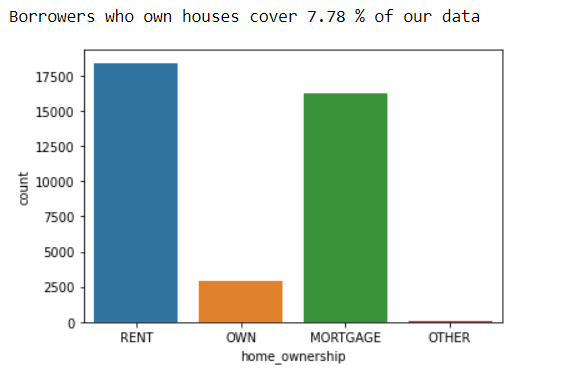 Borrowers who own houses cover 7.78 % of our data
17500
15000
12500
10000
7500
5000
2500
0
count
RENT OWN MORTGAGE OTHER
home_ownership